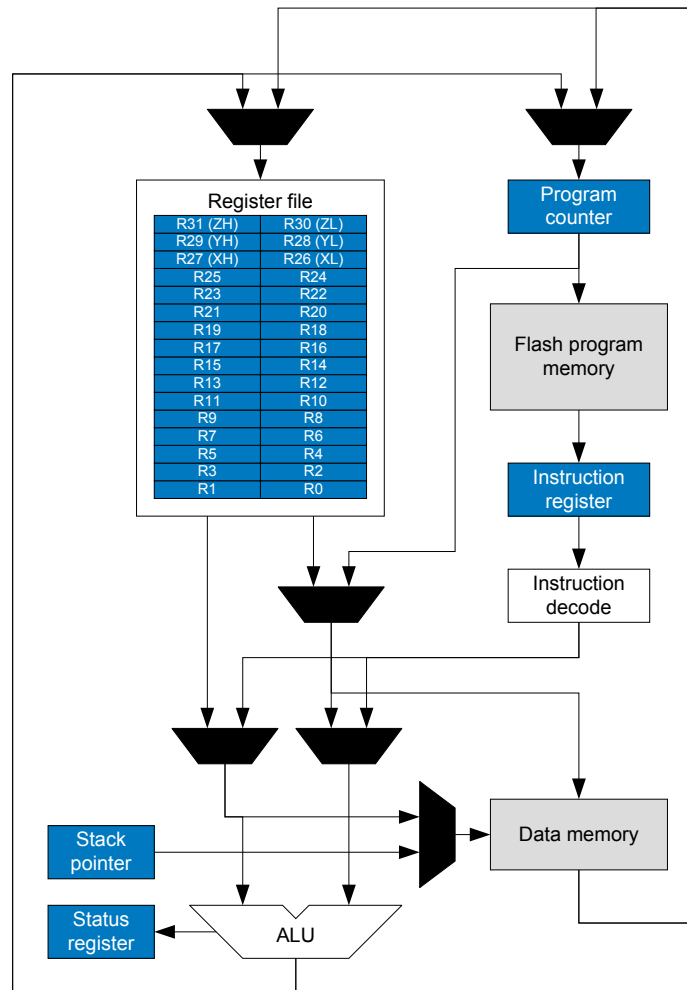 Register file
R31 (ZH) R30 (ZL)
R29 (YH) R28 (YL)
R27 (XH) R26 (XL)
R25 R24
R23 R22
R21 R20
R19 R18
R17 R16
R15 R14
R13 R12
R11 R10
R9 R8
R7 R6
R5 R4
R3 R2
R1 R0
Program
counter
Flash program
memory
Instruction
register
Instruction
decode
Stack
pointer
Data memory
Status
register
ALU